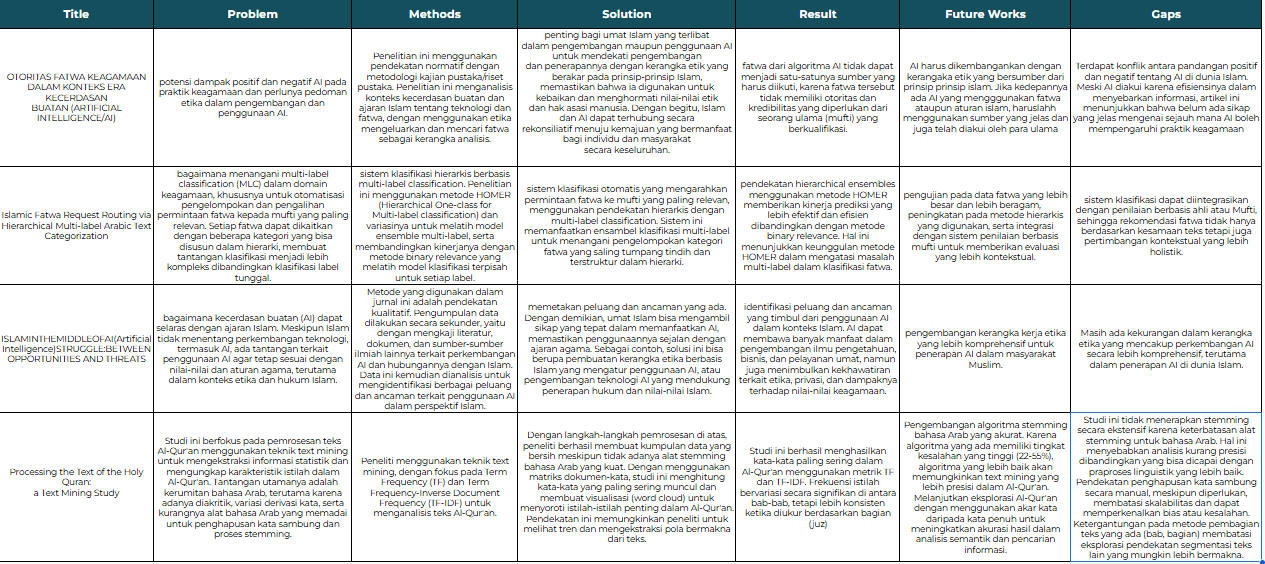 Title
Problem
Methods
Solution
Result
Future Works
Gaps
OTORITAS FATWA KEAGAMAAN
DALAM KONTEKS ERA
KECERDASAN
BUATAN (ARTIFICIAL
INTELLIGENCE/AI)
potensi dampak positif dan negatif AI pada
praktik keagamaan dan perlunya pedoman
etika dalam pengembangan dan
penggunaan AI.
Penelitian ini menggunakan
pendekatan normatif dengan
metodologi kajian pustaka/riset
pustaka. Penelitian ini menganalisis
konteks kecerdasan buatan dan
ajaran Islam tentang teknologi dan
fatwa, dengan menggunakan etika
mengeluarkan dan mencari fatwa
sebagai kerangka analisis.
penting bagi umat Islam yang terlibat
dalam pengembangan maupun penggunaan AI
untuk mendekati pengembangan
dan penerapannya dengan kerangka etik yang
berakar pada prinsip-prinsip Islam,
memastikan bahwa ia digunakan untuk
kebaikan dan menghormati nilai-nilai etik
dan hak asasi manusia. Dengan begitu, Islam
dan AI dapat terhubung secara
rekonsiliatif menuju kemajuan yang bermanfaat
bagi individu dan masyarakat
secara keseluruhan.
fatwa dari algoritma AI tidak dapat
menjadi satu-satunya sumber yang
harus diikuti, karena fatwa tersebut
tidak memiliki otoritas dan
kredibilitas yang diperlukan dari
seorang ulama (mufti) yang
berkualifikasi.
AI harus dikembangkan dengan
kerangaka etik yang bersumber dari
prinsip prinsip islam. Jika kedepannya
ada AI yang mengggunakan fatwa
ataupun aturan islam, haruslah
menggunakan sumber yang jelas dan
juga telah diakui oleh para ulama
Terdapat konflik antara pandangan positif
dan negatif tentang AI di dunia Islam.
Meski AI diakui karena efisiensinya dalam
menyebarkan informasi, artikel ini
menunjukkan bahwa belum ada sikap
yang jelas mengenai sejauh mana AI boleh
mempengaruhi praktik keagamaan
Islamic Fatwa Request Routing via
Hierarchical Multi-label Arabic Text
Categorization
bagaimana menangani multi-label
classification (MLC) dalam domain
keagamaan, khususnya untuk otomatisasi
pengelompokan dan pengalihan
permintaan fatwa kepada mufti yang paling
relevan. Setiap fatwa dapat dikaitkan
dengan beberapa kategori yang bisa
disusun dalam hierarki, membuat
tantangan klasifikasi menjadi lebih
kompleks dibandingkan klasifikasi label
tunggal.
sistem klasifikasi hierarkis berbasis
multi-label classification. Penelitian
ini menggunakan metode HOMER
(Hierarchical One-class for
Multi-label classification) dan
variasinya untuk melatih model
ensemble multi-label, serta
membandingkan kinerjanya dengan
metode binary relevance yang
melatih model klasifikasi terpisah
untuk setiap label.
sistem klasifikasi otomatis yang mengarahkan
permintaan fatwa ke mufti yang paling relevan,
menggunakan pendekatan hierarkis dengan
multi-label classification. Sistem ini
memanfaatkan ensambel klasifikasi multi-label
untuk menangani pengelompokan kategori
fatwa yang saling tumpang tindih dan
terstruktur dalam hierarki.
pendekatan hierarchical ensembles
menggunakan metode HOMER
memberikan kinerja prediksi yang
lebih efektif dan efisien
dibandingkan dengan metode
binary relevance. Hal ini
menunjukkan keunggulan metode
HOMER dalam mengatasi masalah
multi-label dalam klasifikasi fatwa.
pengujian pada data fatwa yang lebih
besar dan lebih beragam,
peningkatan pada metode hierarkis
yang digunakan, serta integrasi
dengan sistem penilaian berbasis
mufti untuk memberikan evaluasi
yang lebih kontekstual.
sistem klasifikasi dapat diintegrasikan
dengan penilaian berbasis ahli atau Mufti,
sehingga rekomendasi fatwa tidak hanya
berdasarkan kesamaan teks tetapi juga
pertimbangan kontekstual yang lebih
holistik.
ISLAMINTHEMIDDLEOFAI(Artificial
Intelligence)STRUGGLE:BETWEEN
OPPORTUNITIES AND THREATS
bagaimana kecerdasan buatan (AI) dapat
selaras dengan ajaran Islam. Meskipun Islam
tidak menentang perkembangan teknologi,
termasuk AI, ada tantangan terkait
penggunaan AI agar tetap sesuai dengan
nilai-nilai dan aturan agama, terutama
dalam konteks etika dan hukum Islam.
Metode yang digunakan dalam
jurnal ini adalah pendekatan
kualitatif. Pengumpulan data
dilakukan secara sekunder, yaitu
dengan mengkaji literatur,
dokumen, dan sumber-sumber
ilmiah lainnya terkait perkembangan
AI dan hubungannya dengan Islam.
Data ini kemudian dianalisis untuk
mengidentifikasi berbagai peluang
dan ancaman terkait penggunaan AI
dalam perspektif Islam.
memetakan peluang dan ancaman yang ada.
Dengan demikian, umat Islam bisa mengambil
sikap yang tepat dalam memanfaatkan AI,
memastikan penggunaannya sejalan dengan
ajaran agama. Sebagai contoh, solusi ini bisa
berupa pembuatan kerangka etika berbasis
Islam yang mengatur penggunaan AI, atau
pengembangan teknologi AI yang mendukung
penerapan hukum dan nilai-nilai Islam.
identifikasi peluang dan ancaman
yang timbul dari penggunaan AI
dalam konteks Islam. AI dapat
membawa banyak manfaat dalam
pengembangan ilmu pengetahuan,
bisnis, dan pelayanan umat, namun
juga menimbulkan kekhawatiran
terkait etika, privasi, dan dampaknya
terhadap nilai-nilai keagamaan.
pengembangan kerangka kerja etika
yang lebih komprehensif untuk
penerapan AI dalam masyarakat
Muslim.
Masih ada kekurangan dalam kerangka
etika yang mencakup perkembangan AI
secara lebih komprehensif, terutama
dalam penerapan AI di dunia Islam.
Processing the Text of the Holy
Quran:
a Text Mining Study
Studi ini berfokus pada pemrosesan teks
Al-Qur'an menggunakan teknik text mining
untuk mengekstraksi informasi statistik dan
mengungkap karakteristik istilah dalam
Al-Qur'an. Tantangan utamanya adalah
kerumitan bahasa Arab, terutama karena
adanya diakritik, variasi derivasi kata, serta
kurangnya alat bahasa Arab yang memadai
untuk penghapusan kata sambung dan
proses stemming.
Peneliti menggunakan teknik text
mining, dengan fokus pada Term
Frequency (TF) dan Term
Frequency-Inverse Document
Frequency (TF-IDF) untuk
menganalisis teks Al-Qur'an.
Dengan langkah-langkah pemrosesan di atas,
peneliti berhasil membuat kumpulan data yang
bersih meskipun tidak adanya alat stemming
bahasa Arab yang kuat. Dengan menggunakan
matriks dokumen-kata, studi ini menghitung
kata-kata yang paling sering muncul dan
membuat visualisasi (word cloud) untuk
menyoroti istilah-istilah penting dalam Al-Qur'an.
Pendekatan ini memungkinkan peneliti untuk
melihat tren dan mengekstraksi pola bermakna
dari teks.
Studi ini berhasil menghasilkan
kata-kata paling sering dalam
Al-Qur'an menggunakan metrik TF
dan TF-IDF. Frekuensi istilah
bervariasi secara signifikan di antara
bab-bab, tetapi lebih konsisten
ketika diukur berdasarkan bagian
(juz)
Pengembangan algoritma stemming
bahasa Arab yang akurat. Karena
algoritma yang ada memiliki tingkat
kesalahan yang tinggi (22-55%),
algoritma yang lebih baik akan
memungkinkan text mining yang
lebih presisi dalam Al-Qur'an.
Melanjutkan eksplorasi Al-Qur'an
dengan menggunakan akar kata
daripada kata penuh untuk
meningkatkan akurasi hasil dalam
analisis semantik dan pencarian
informasi.
Studi ini tidak menerapkan stemming
secara ekstensif karena keterbatasan alat
stemming untuk bahasa Arab. Hal ini
menyebabkan analisis kurang presisi
dibandingkan yang bisa dicapai dengan
praproses linguistik yang lebih baik.
Pendekatan penghapusan kata sambung
secara manual, meskipun diperlukan,
membatasi skalabilitas dan dapat
memperkenalkan bias atau kesalahan.
Ketergantungan pada metode pembagian
teks yang ada (bab, bagian) membatasi
eksplorasi pendekatan segmentasi teks
lain yang mungkin lebih bermakna.